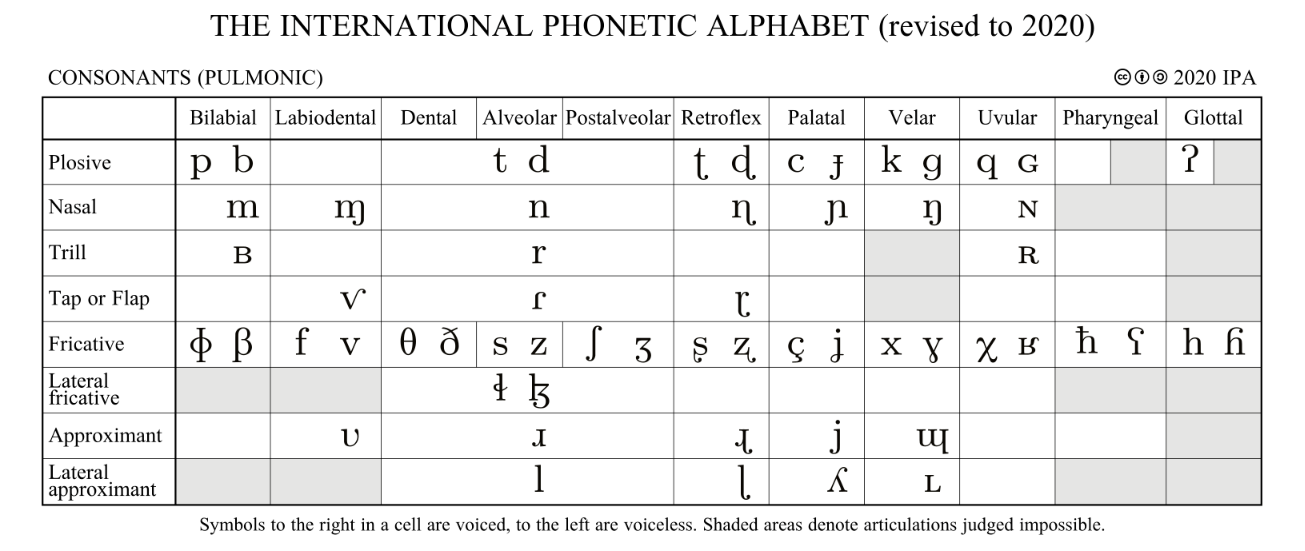 THE INTERNATIONAL PHONETIC ALPHABET (revised to 2020)
CONSONANTS (PULMONIC) 🅭🅯🄎 2020 IPA
Bilabial Labiodental Dental Alveolar Postalveolar Retroflex Palatal Velar Uvular Pharyngeal Glottal
Plosive p b t d ʈ ɖ c ɟ k ɡ q ɢ ʔ
Nasal m ɱ n ɳ ɲ ŋ ɴ
Trill ʙ r ʀ
Tap or Flap ⱱ ɾ ɽ
Fricative ɸ β f v θ ð s z ʃ ʒ ʂ ʐ ç ʝ x ɣ χ ʁ ħ ʕ h ɦ
Lateral
fricative ɬ ɮ
Approximant ʋ ɹ ɻ j ɰ
Lateral
approximant l ɭ ʎ ʟ
Symbols to the right in a cell are voiced, to the left are voiceless. Shaded areas denote articulations judged impossible.